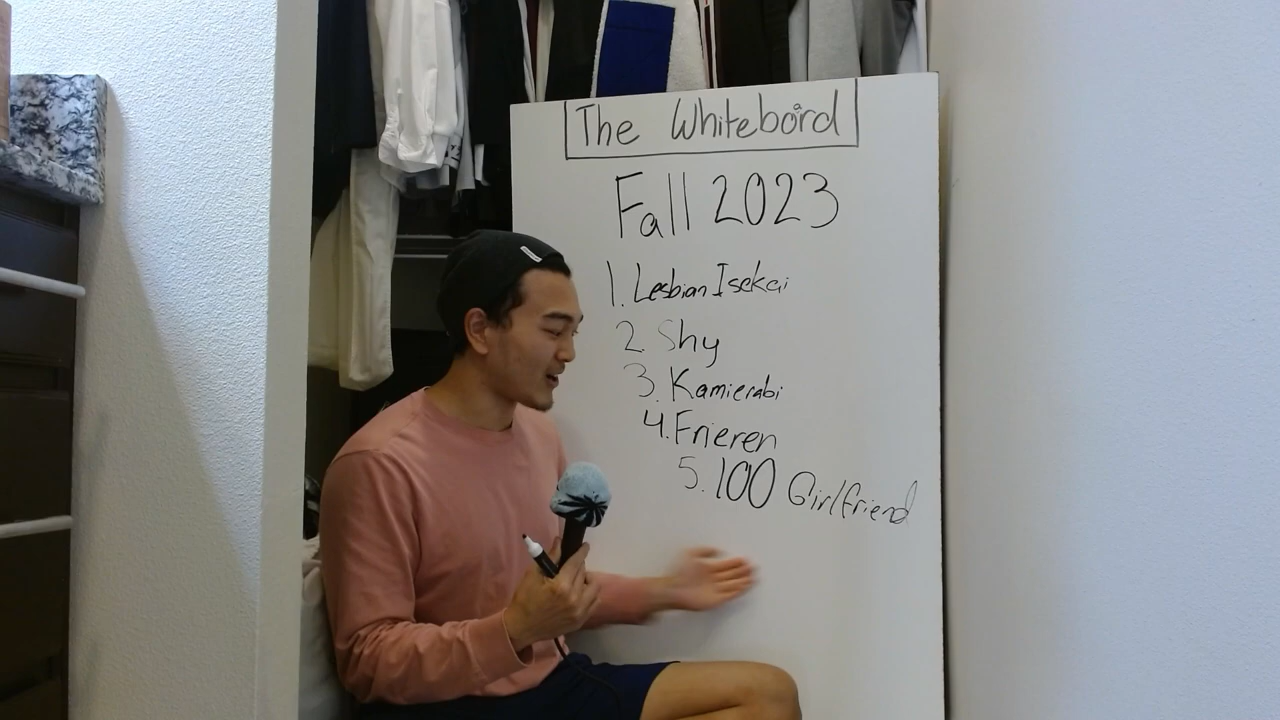 The Whitebord
a
Fall 2023
1. Lesbian Isekai
2. Shy
3. Kamierabi
4. Frieren
5. 100 Girlfriend